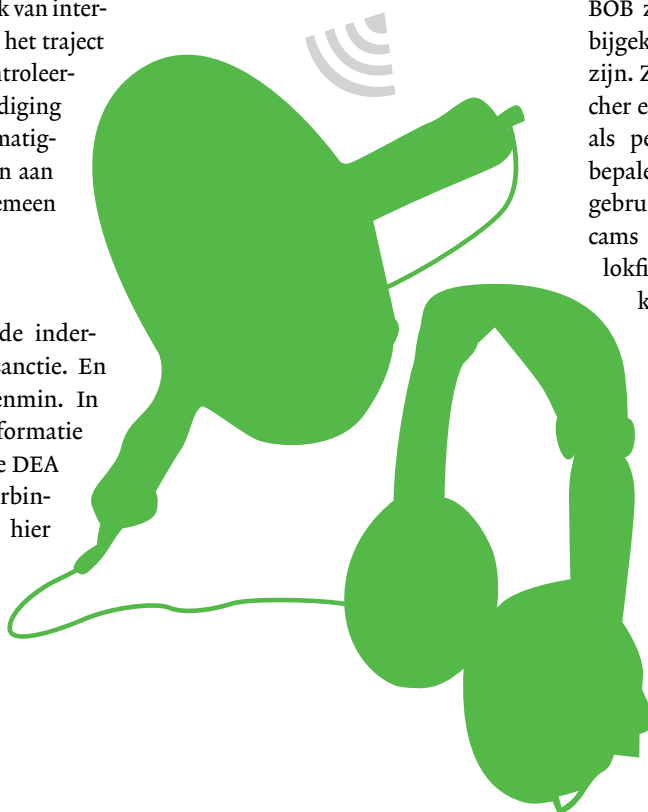 k van inter-
het traject
ntroleer-
diging
matig-
n aan
emeen
de inder-
sanctie. En
enmin. In
formatie
e DEA
rbin-
hier
BOB z
bijgek
zijn. Z
cher e
als pe
bepale
gebru
cams
lokfi
k